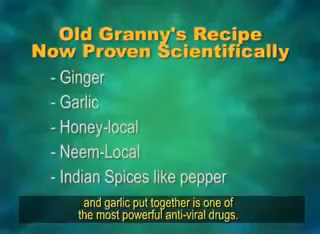 Old Granny's Recipe
Now Proven Scientifically
- Ginger
- Garlic
- Honey-local
- Neem-Local
- Indian Spices like pepper
and garlic put together is one of
the most powerful anti-viral drugs.